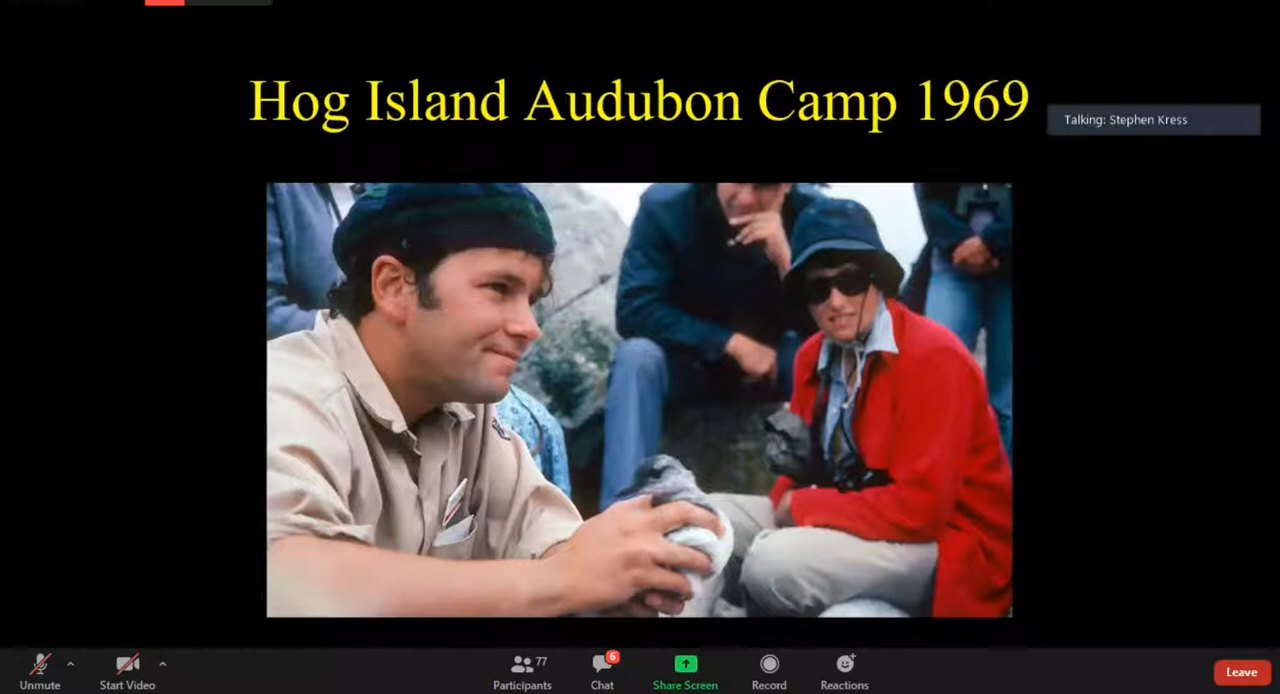 Hog Island Audubon Camp 1969
Talking: Stephen Kress
Unmute
Start Video
Participants
77
Chat
6
Share Screen
Record
Reactions
Leave